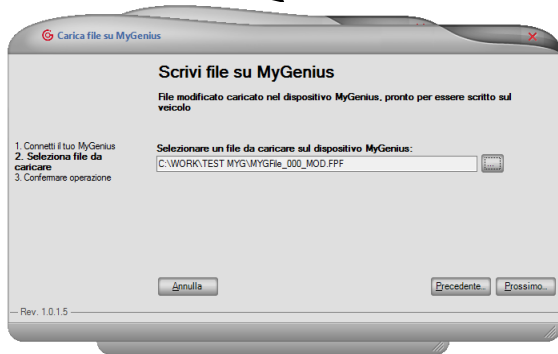 Carica file su MyGenius
Scrivi file su MyGenius
File modificato caricato nel dispositivo MyGenius, pronto per essere scritto sul
veicolo
1. Connetti il tuo MyGenius
2. Seleziona file da
caricare
3. Confermare operazione
Selezionare un file da caricare sul dispositivo MyGenius:
C:\WORK\TEST MYG\MYGFile_000_MOD.FPF
...
Annulla
Precedente..
Prossimo..
Rev. 1.0.1.5